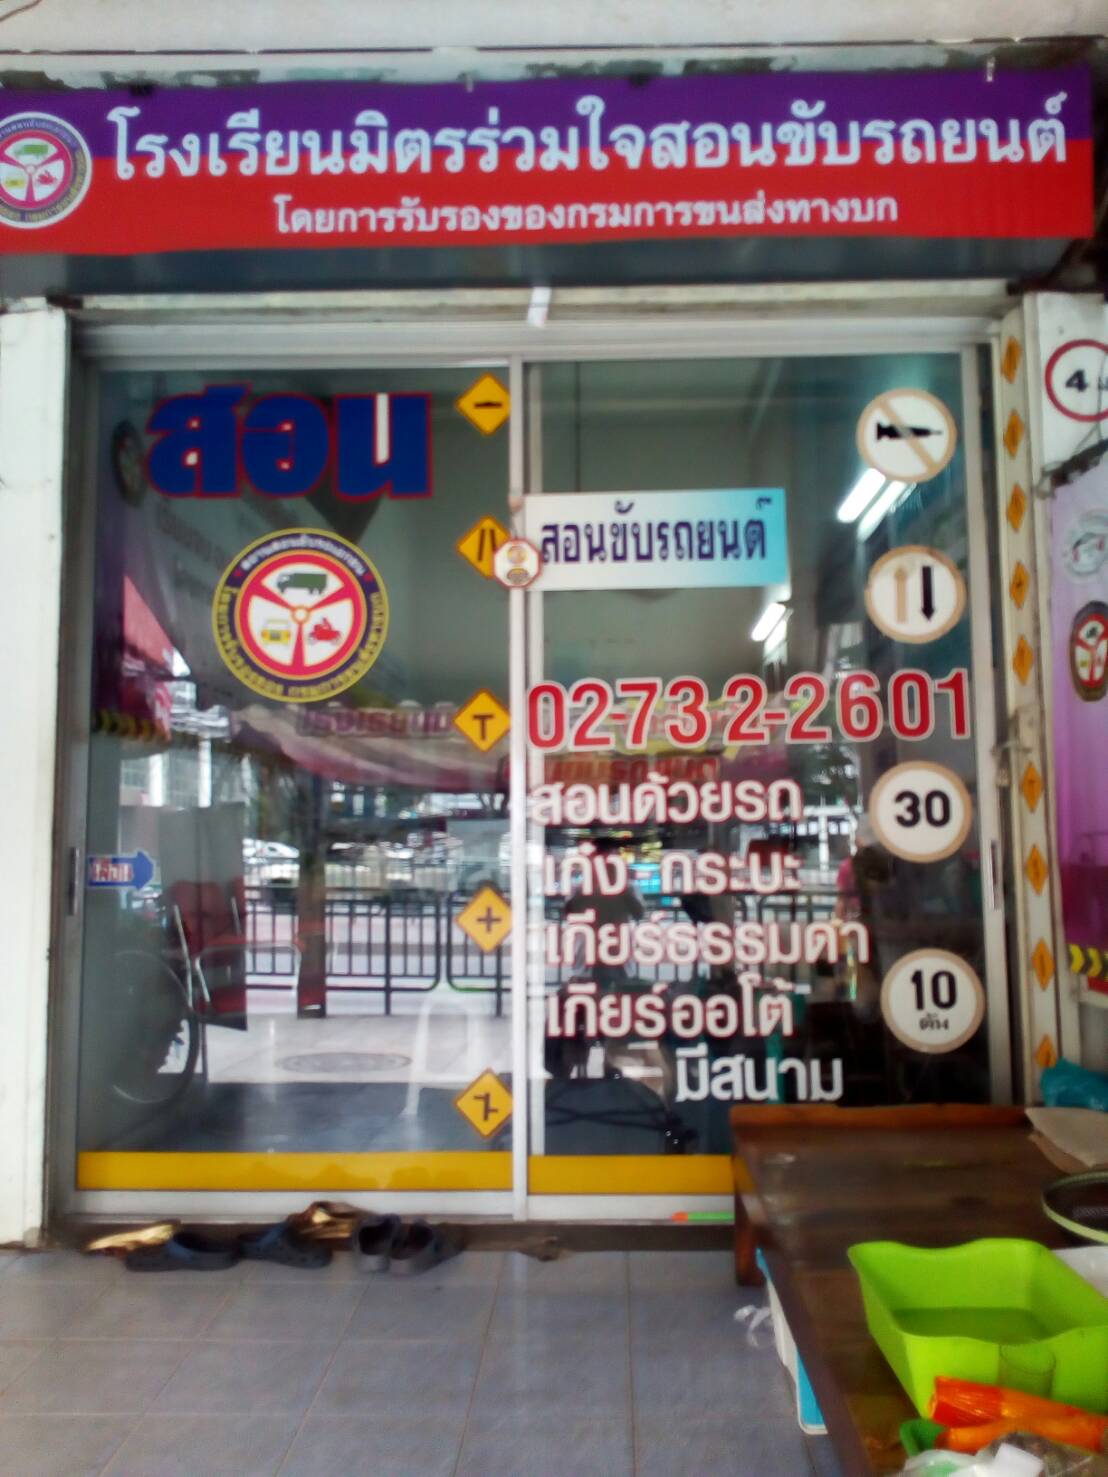 โรงเรียนมิตรร่วมใจสอนขับรถยนต์
โดยการรับรองของกรมการขนส่งทางบก
สอน
สอนขับรถยนต์
02-732-2601
สอนด้วยรถ
เก๋ง กระบะ
เกียร์ธรรมดา
เกียร์ออโต้
มีสนาม
30
10
ตัน
4